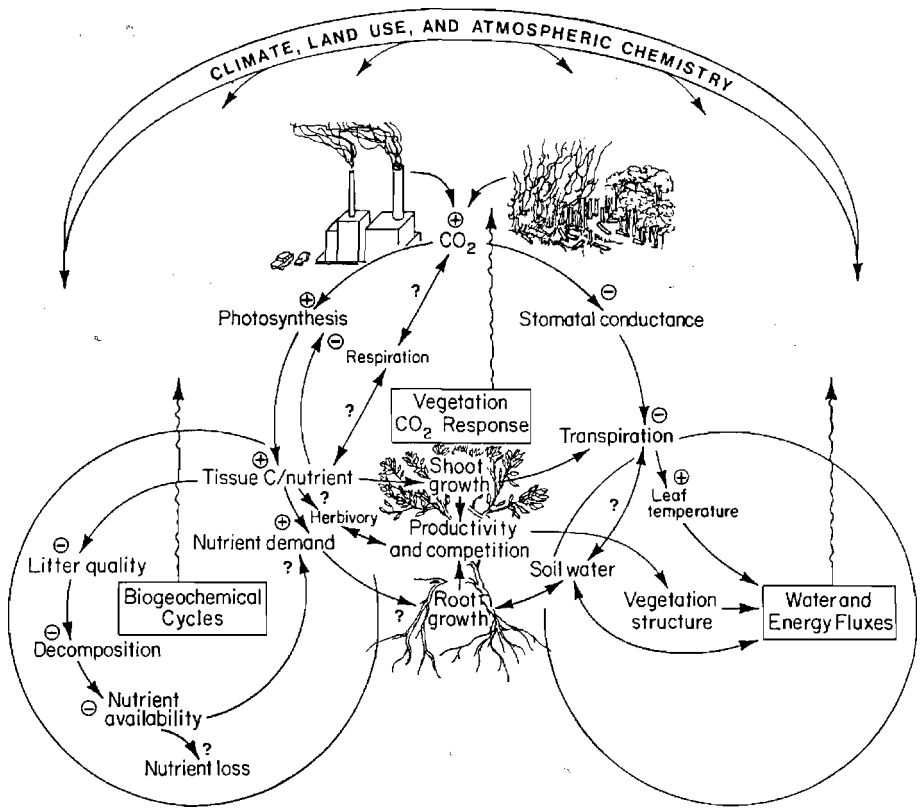 CLIMATE, LAND USE, AND ATMOSPHERIC CHEMISTRY
⊕
CO₂
?
⊕
Photosynthesis
⊖
Respiration
?
⊖
Stomatal conductance
Vegetation
CO₂ Response
⊖
Transpiration
⊕
Tissue C/nutrient
Shoot
growth
⊕
Leaf
temperature
?
?
Herbivory
⊕
Nutrient demand
?
Productivity
and competition
⊖
Litter quality
Soil water
Biogeochemical
Cycles
?
Root
growth
Vegetation
structure
Water and
Energy Fluxes
⊖
Decomposition
⊖
Nutrient
availability
?
Nutrient loss